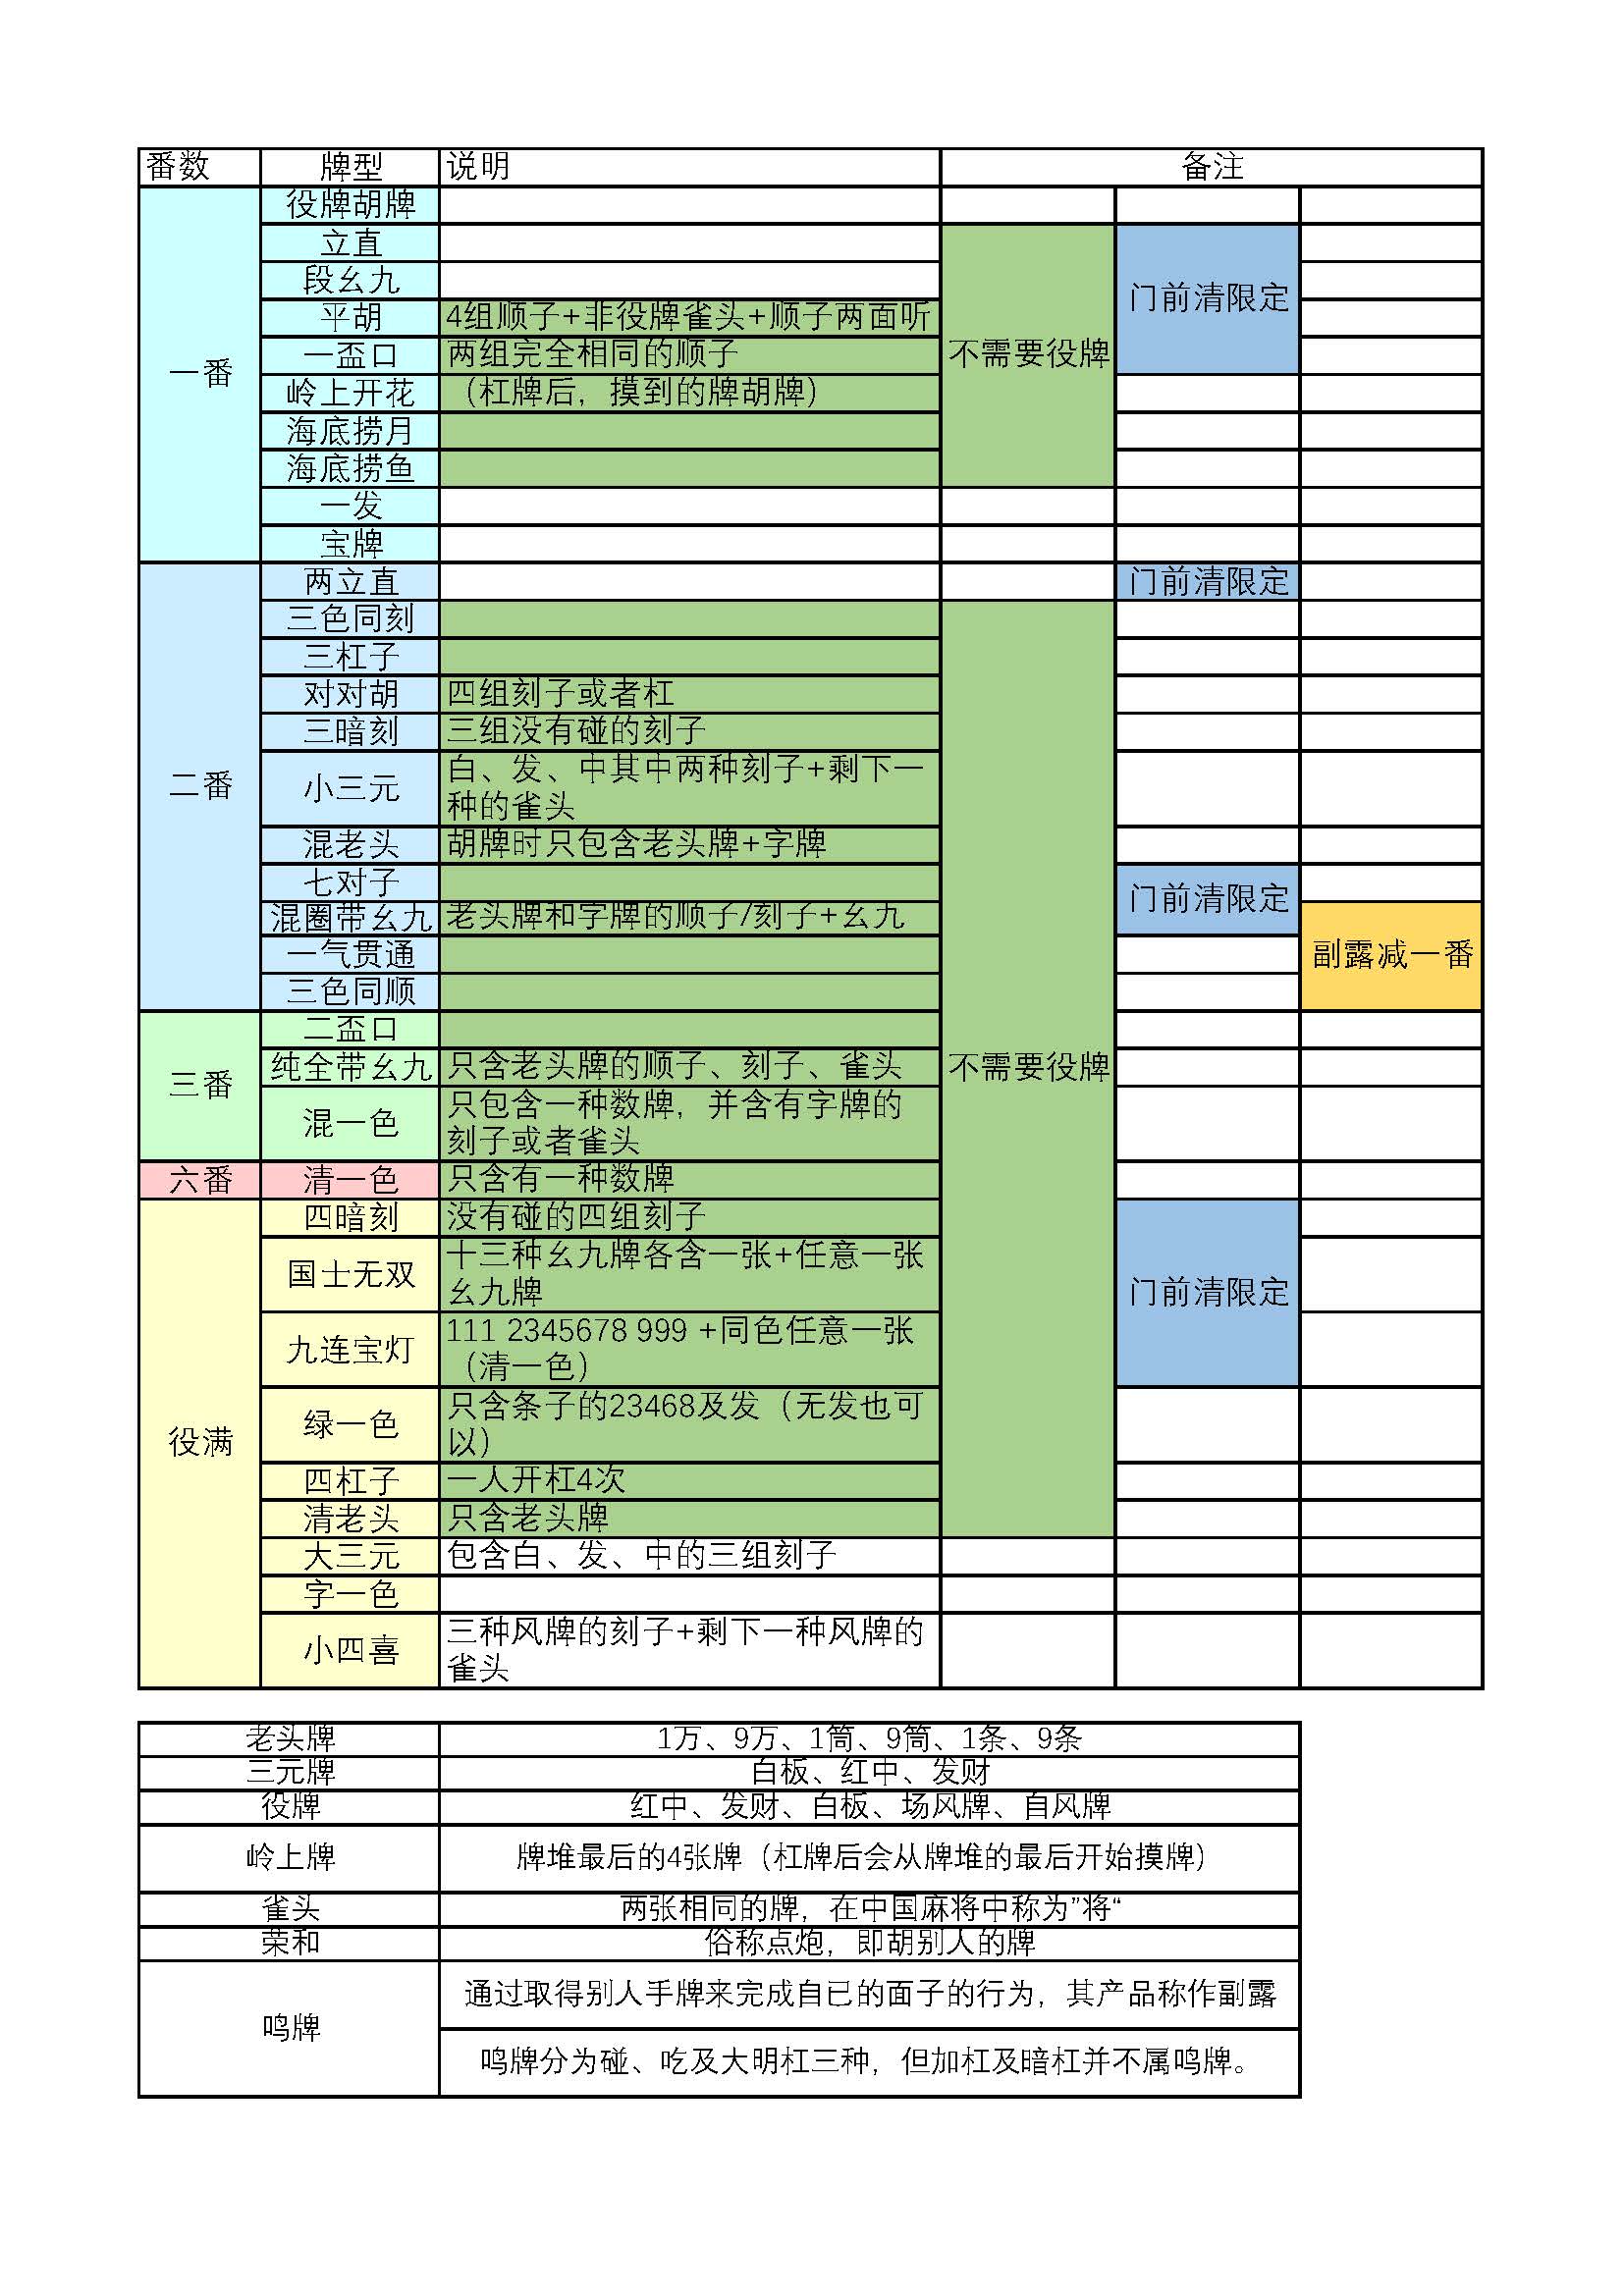 番数 牌型 说明 备注
一番
役牌胡牌
立直
段幺九
平胡 4组顺子+非役牌雀头+顺子两面听
一盃口 两组完全相同的顺子
岭上开花 （杠牌后，摸到的牌胡牌）
海底捞月
海底捞鱼
一发
宝牌
不需要役牌
门前清限定
二番
两立直 门前清限定
三色同刻
三杠子
对对胡 四组刻子或者杠
三暗刻 三组没有碰的刻子
小三元 白、发、中其中两种刻子+剩下一
种的雀头
混老头 胡牌时只包含老头牌+字牌
七对子
混圈带幺九 老头牌和字牌的顺子/刻子+幺九
一气贯通
三色同顺
门前清限定
副露减一番
三番
二盃口
纯全带幺九 只含老头牌的顺子、刻子、雀头
混一色 只包含一种数牌，并含有字牌的
刻子或者雀头
不需要役牌
六番 清一色 只含有一种数牌
役满
四暗刻 没有碰的四组刻子
国士无双 十三种幺九牌各含一张+任意一张
幺九牌
九连宝灯 111 2345678 999 +同色任意一张
（清一色）
门前清限定
绿一色 只含条子的23468及发（无发也可
以）
四杠子 一人开杠4次
清老头 只含老头牌
大三元 包含白、发、中的三组刻子
字一色
小四喜 三种风牌的刻子+剩下一种风牌的
雀头
老头牌 1万、9万、1筒、9筒、1条、9条
三元牌 白板、红中、发财
役牌 红中、发财、白板、场风牌、自风牌
岭上牌 牌堆最后的4张牌（杠牌后会从牌堆的最后开始摸牌）
雀头 两张相同的牌，在中国麻将中称为”将“
荣和 俗称点炮，即胡别人的牌
鸣牌
通过取得别人手牌来完成自已的面子的行为，其产品称作副露
鸣牌分为碰、吃及大明杠三种，但加杠及暗杠并不属鸣牌。